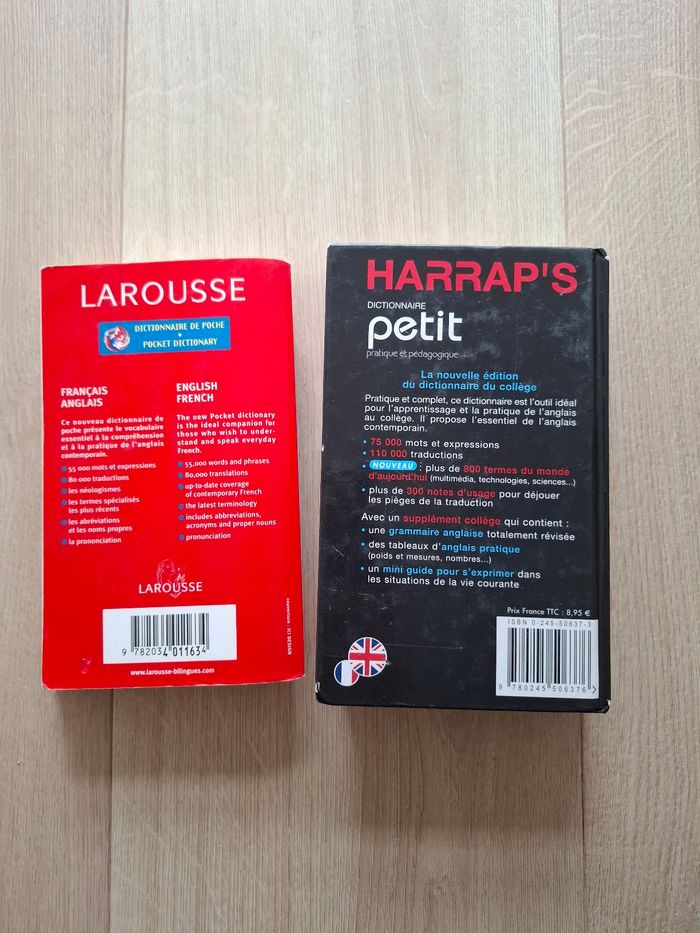 LAROUSSE
DICTIONNAIRE DE POCHE
•
POCKET DICTIONARY
FRANÇAIS
ANGLAIS
Ce nouveau dictionnaire de
poche présente le vocabulaire
essentiel à la compréhension
et à la pratique de l'anglais
contemporain.
55 000 mots et expressions
80 000 traductions
les néologismes
les termes spécialisés
les plus récents
les abréviations
et les noms propres
la prononciation
ENGLISH
FRENCH
The new Pocket dictionary
is the ideal companion for
those who wish to under-
stand and speak everyday
French.
55,000 words and phrases
80,000 translations
up-to-date coverage
of contemporary French
the latest terminology
includes abbreviations,
acronyms and proper nouns
pronunciation
LAROUSSE
9 782034 011634
www.larousse-bilingues.com
couverture : ICI DESIGN
HARRAP'S
DICTIONNAIRE
petit
pratique et pédagogique
La nouvelle édition
du dictionnaire du collège
Pratique et complet, ce dictionnaire est l'outil idéal
pour l'apprentissage et la pratique de l'anglais
au collège. Il propose l'essentiel de l'anglais
contemporain.
• 75 000 mots et expressions
• 110 000 traductions
• NOUVEAU : plus de 800 termes du monde
d'aujourd'hui (multimédia, technologies, sciences...)
• plus de 300 notes d'usage pour déjouer
les pièges de la traduction
Avec un supplément collège qui contient :
• une grammaire anglaise totalement révisée
• des tableaux d'anglais pratique
(poids et mesures, nombres...)
• un mini guide pour s'exprimer dans
les situations de la vie courante
Prix France TTC : 8,95 €
ISBN 0-245-50637-3
9 780245 506376 >